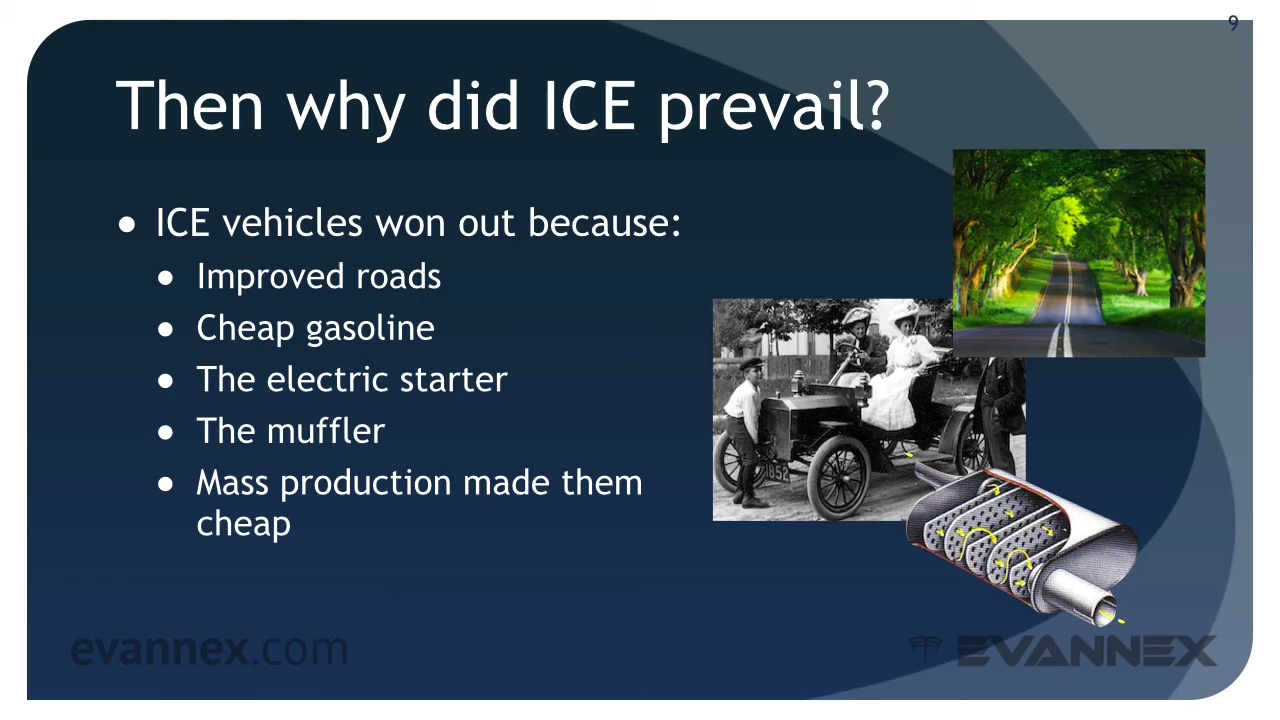 9
Then why did ICE prevail?
● ICE vehicles won out because:
● Improved roads
● Cheap gasoline
● The electric starter
● The muffler
● Mass production made them
cheap
1852
evannex.com
EVANNEX